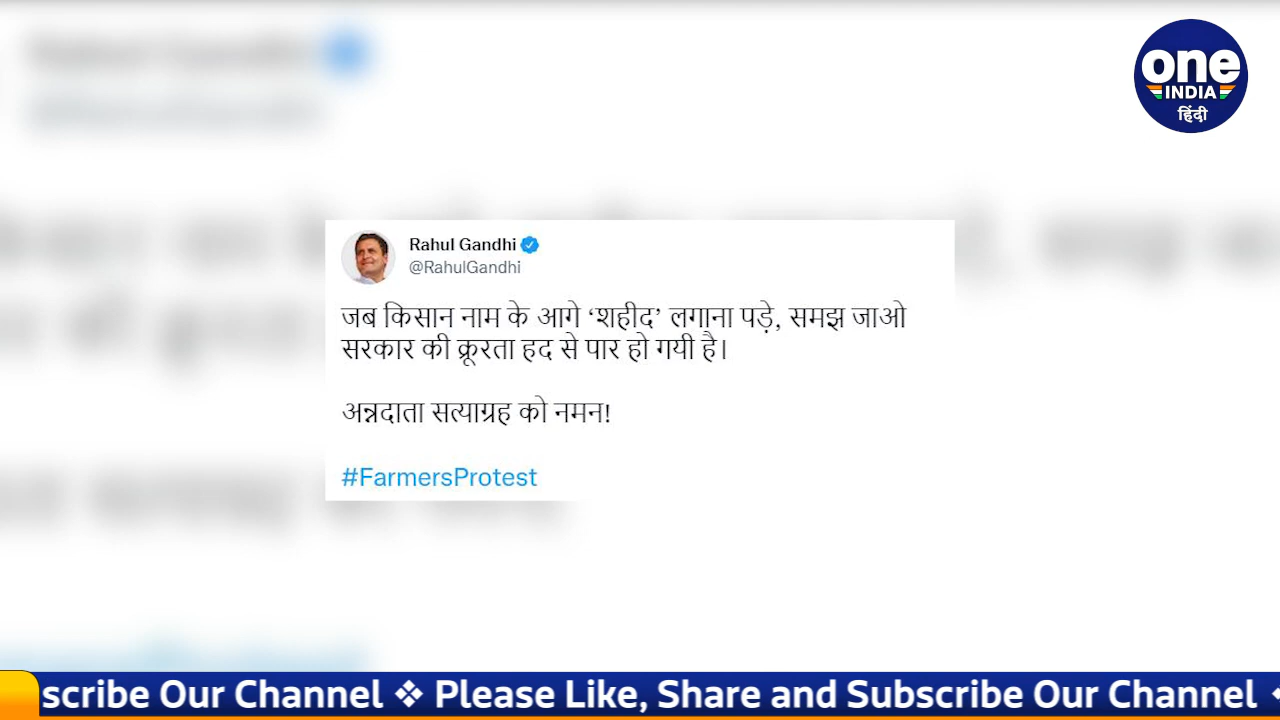 one
INDIA
हिंदी
Rahul Gandhi
@RahulGandhi
जब किसान नाम के आगे ‘शहीद’ लगाना पड़े, समझ जाओ
सरकार की क्रूरता हद से पार हो गयी है।
अन्नदाता सत्याग्रह को नमन!
#FarmersProtest
scribe Our Channel ❖ Please Like, Share and Subscribe Our Channel